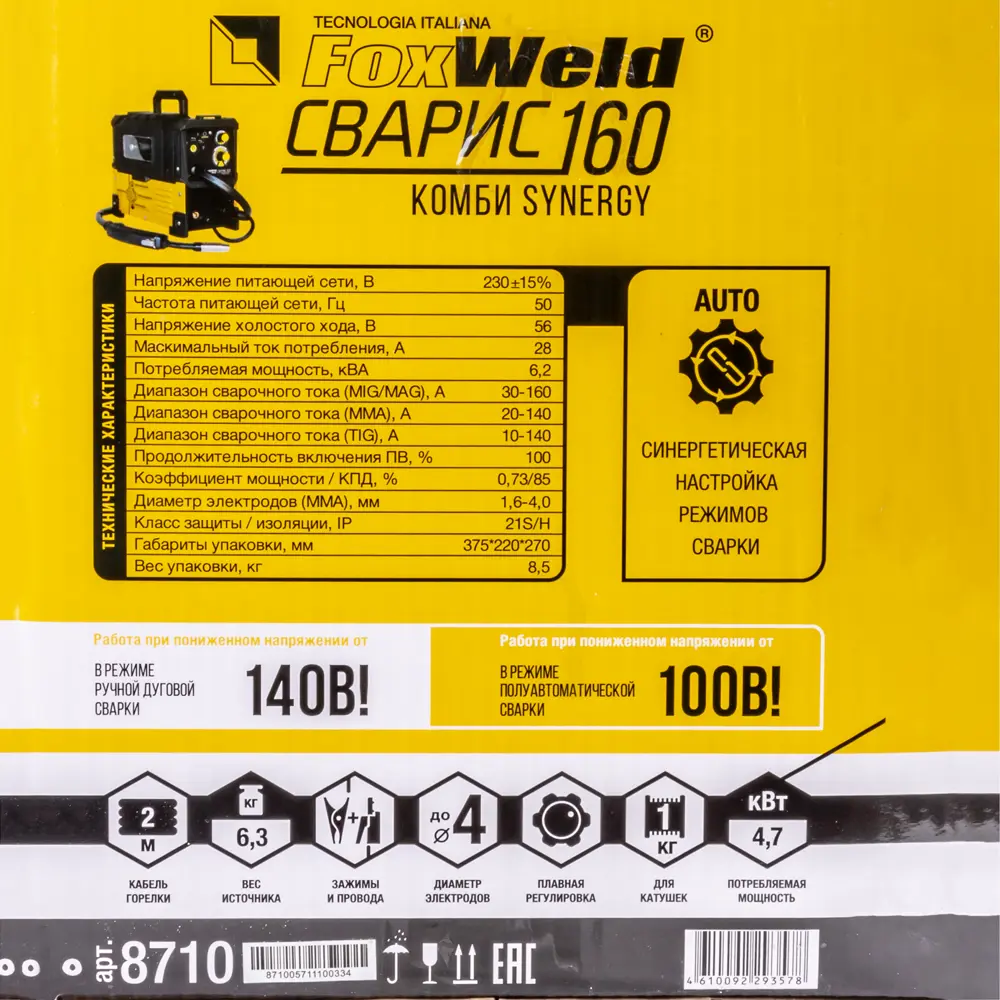 TECNOLOGIA ITALIANA
FoxWeld®
СВАРИС 160
КОМБИ SYNERGY
ТЕХНИЧЕСКИЕ ХАРАКТЕРИСТИКИ
Напряжение питающей сети, В 230±15%
Частота питающей сети, Гц 50
Напряжение холостого хода, В 56
Маскимальный ток потребления, А 28
Потребляемая мощность, кВА 6,2
Диапазон сварочного тока (MIG/MAG), А 30-160
Диапазон сварочного тока (MMA), А 20-140
Диапазон сварочного тока (TIG), А 10-140
Продолжительность включения ПВ, % 100
Коэффициент мощности / КПД, % 0,73/85
Диаметр электродов (MMA), мм 1,6-4,0
Класс защиты / изоляции, IP 21S/H
Габариты упаковки, мм 375*220*270
Вес упаковки, кг 8,5
AUTO
СИНЕРГЕТИЧЕСКАЯ
НАСТРОЙКА
РЕЖИМОВ
СВАРКИ
Работа при пониженном напряжении от
В РЕЖИМЕ
РУЧНОЙ ДУГОВОЙ
СВАРКИ
140В!
Работа при пониженном напряжении от
В РЕЖИМЕ
ПОЛУАВТОМАТИЧЕСКОЙ
СВАРКИ
100В!
2
М
КАБЕЛЬ
ГОРЕЛКИ
КГ
6,3
ВЕС
ИСТОЧНИКА
+
ЗАЖИМЫ
И ПРОВОДА
ДО
⌀4
ДИАМЕТР
ЭЛЕКТРОДОВ
ПЛАВНАЯ
РЕГУЛИРОВКА
1
КГ
ДЛЯ
КАТУШЕК
кВт
4,7
ПОТРЕБЛЯЕМАЯ
МОЩНОСТЬ
арт. 8710
871005711100334
EAC
4610092293578